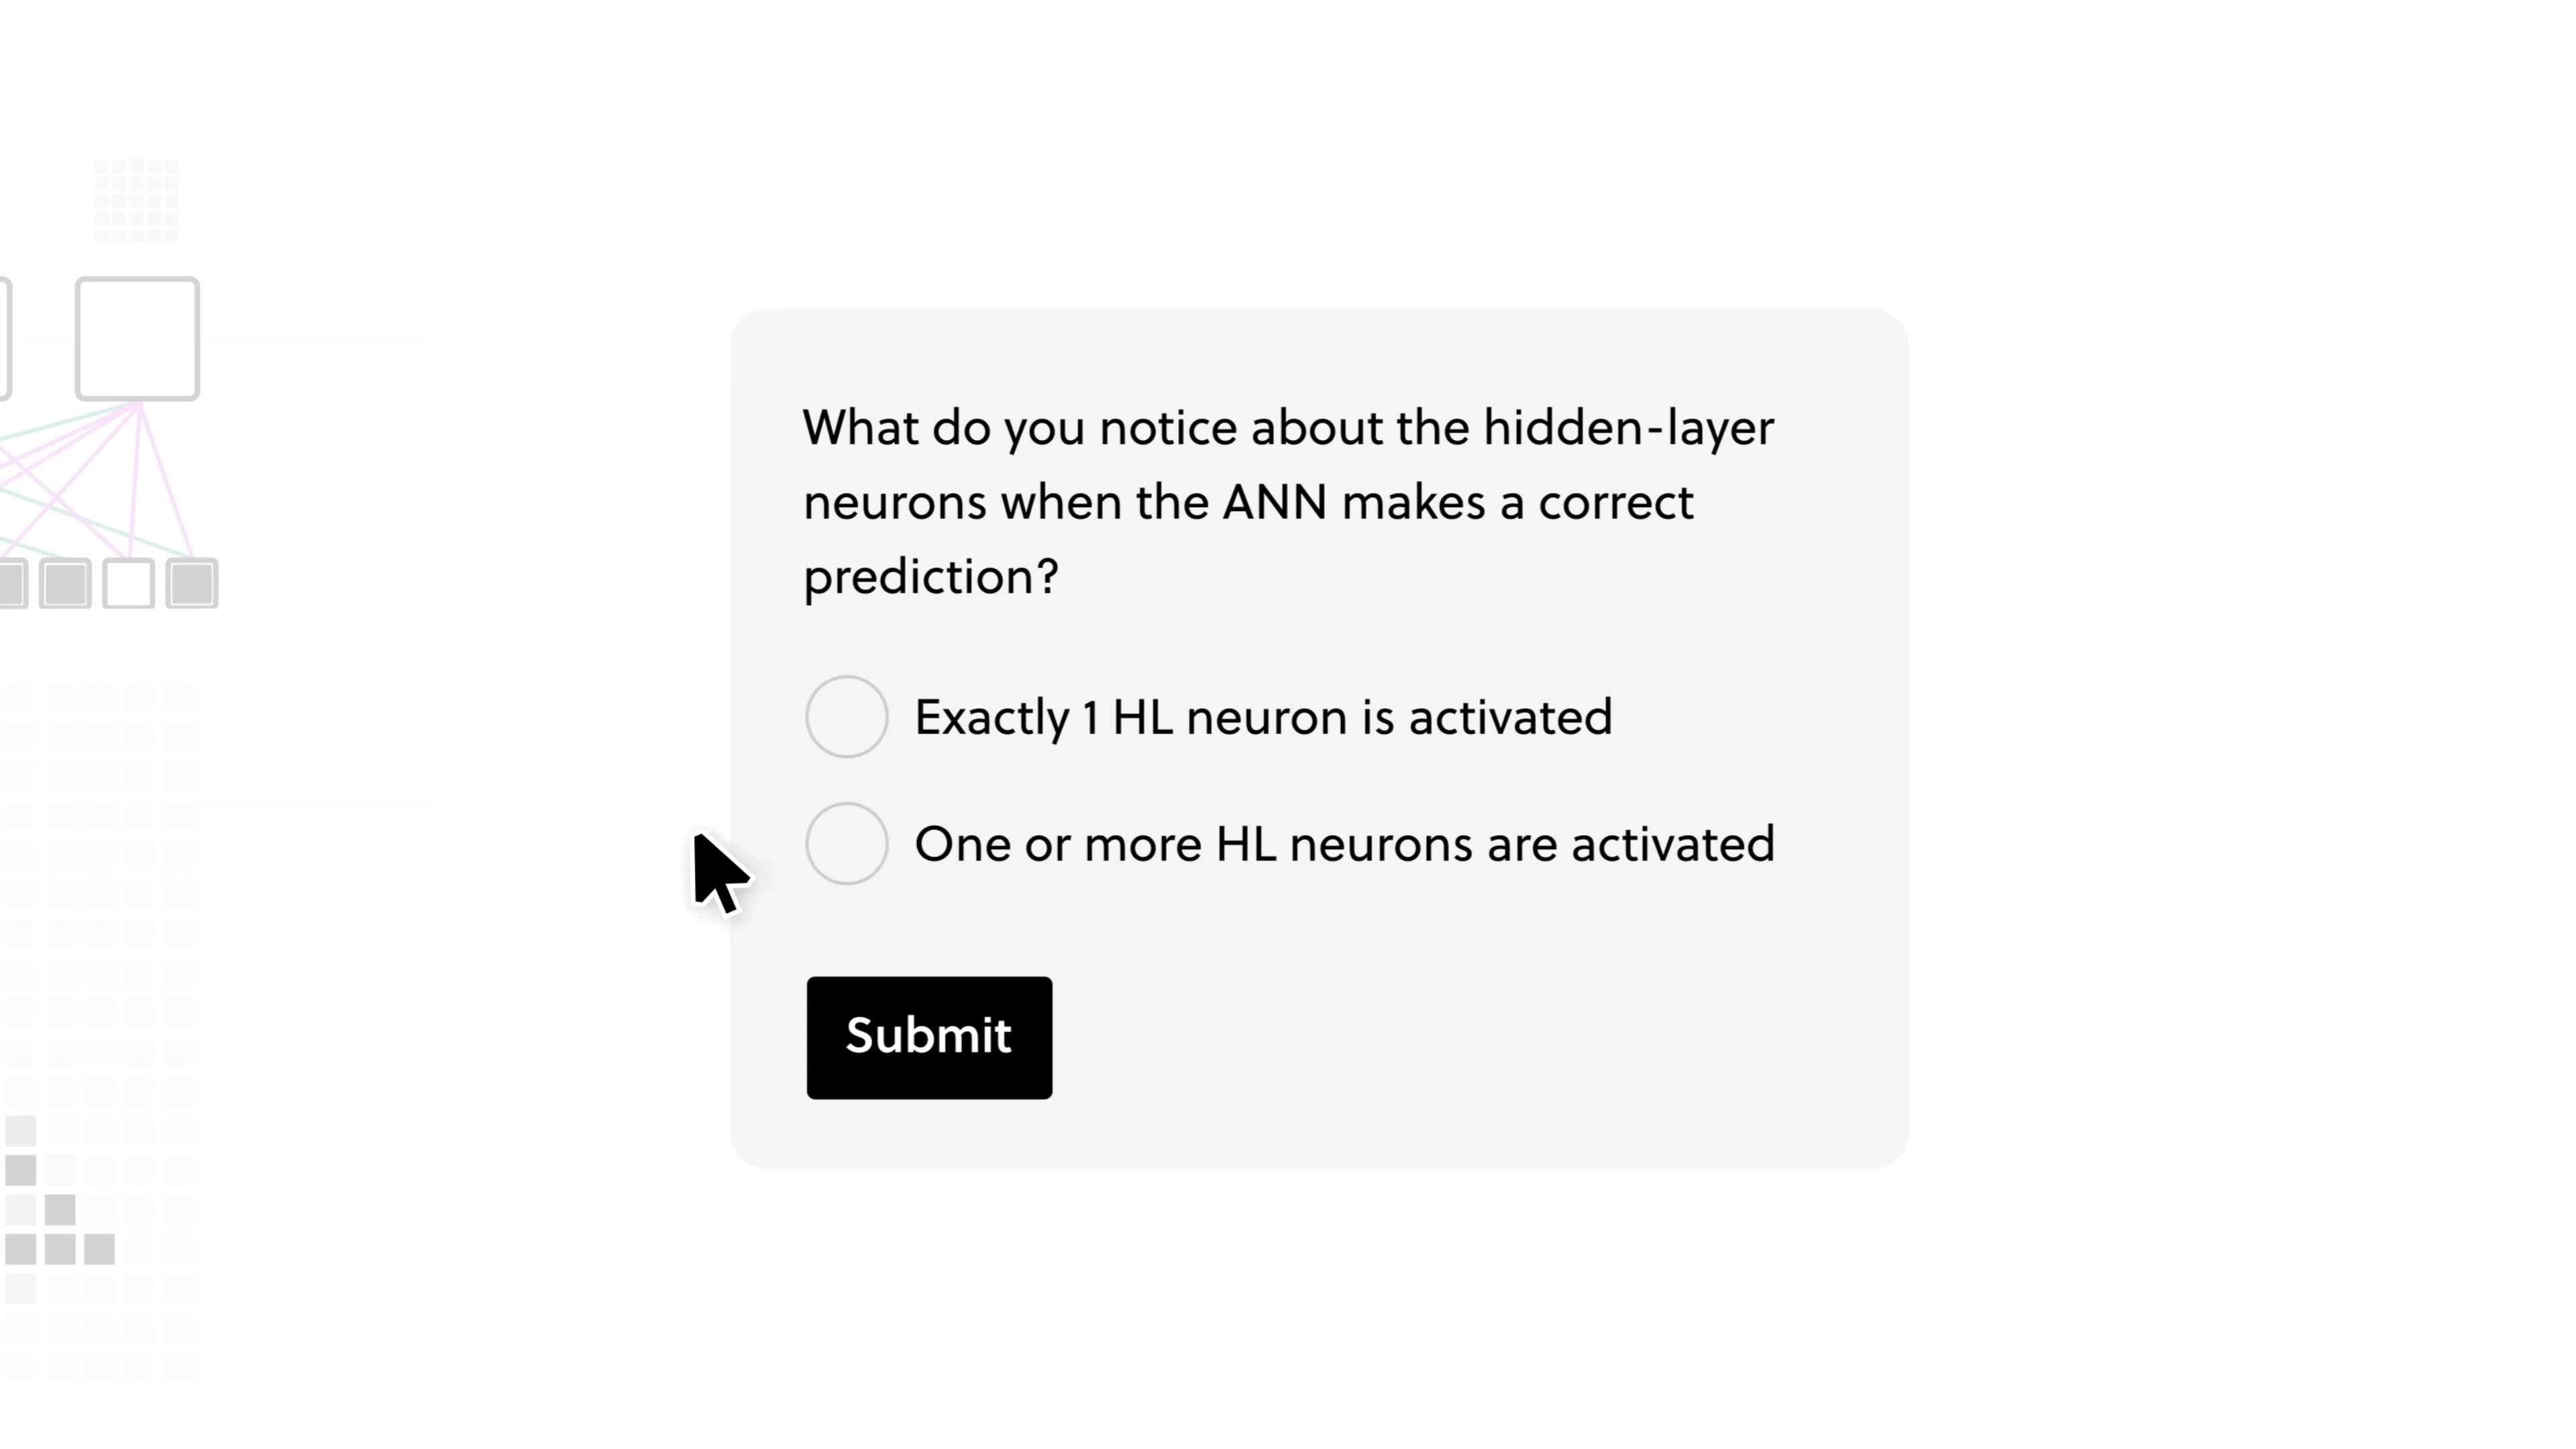 What do you notice about the hidden-layer
neurons when the ANN makes a correct
prediction?
Exactly 1 HL neuron is activated
One or more HL neurons are activated
Submit